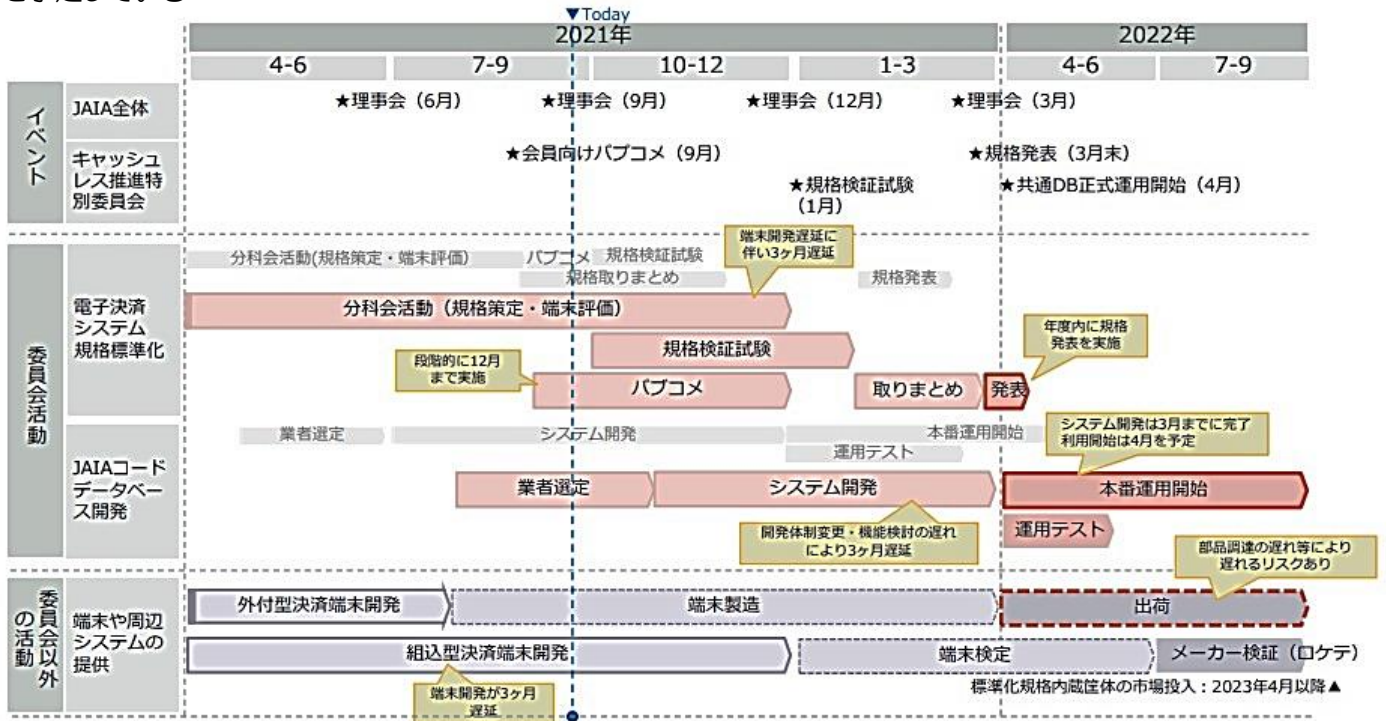 ▼Today
2021年
2022年
4-6
7-9
10-12
1-3
4-6
7-9
イベント
JAIA全体
★理事会（6月）
★理事会（9月）
★理事会（12月）
★理事会（3月）
キャッシュ
レス推進特
別委員会
★会員向けパブコメ（9月）
★規格発表（3月末）
★規格検証試験
（1月）
★共通DB正式運用開始（4月）
委員会活動
電子決済
システム
規格標準化
分科会活動(規格策定・端末評価）
パブコメ
規格検証試験
規格取りまとめ
規格発表
端末開発遅延に
伴い3ヶ月遅延
分科会活動（規格策定・端末評価）
規格検証試験
年度内に規格
発表を実施
段階的に12月
まで実施
パブコメ
取りまとめ
発表
JAIAコード
データベー
ス開発
業者選定
システム開発
本番運用開始
運用テスト
システム開発は3月までに完了
利用開始は4月を予定
業者選定
システム開発
本番運用開始
開発体制変更・機能検討の遅れ
により3ヶ月遅延
運用テスト
部品調達の遅れ等により
遅れるリスクあり
委員会以外
の活動
端末や周辺
システムの
提供
外付型決済端末開発
端末製造
出荷
組込型決済端末開発
端末検定
メーカー検証（ロケテ）
端末開発が3ヶ月
遅延
標準化規格内蔵筐体の市場投入：2023年4月以降▲